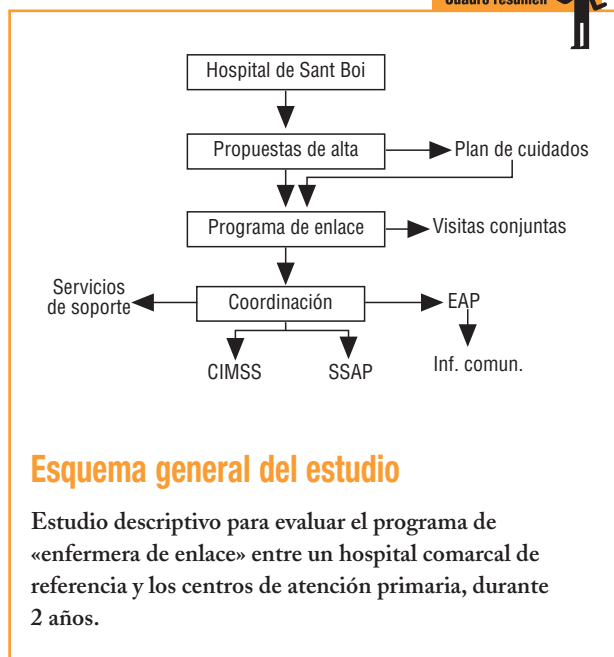 Cuadro resumen
Hospital de Sant Boi
Propuestas de alta
Plan de cuidados
Programa de enlace
Visitas conjuntas
Servicios
de soporte
Coordinación
EAP
CIMSS
SSAP
Inf. comun.
Esquema general del estudio
Estudio descriptivo para evaluar el programa de
«enfermera de enlace» entre un hospital comarcal de
referencia y los centros de atención primaria, durante
2 años.